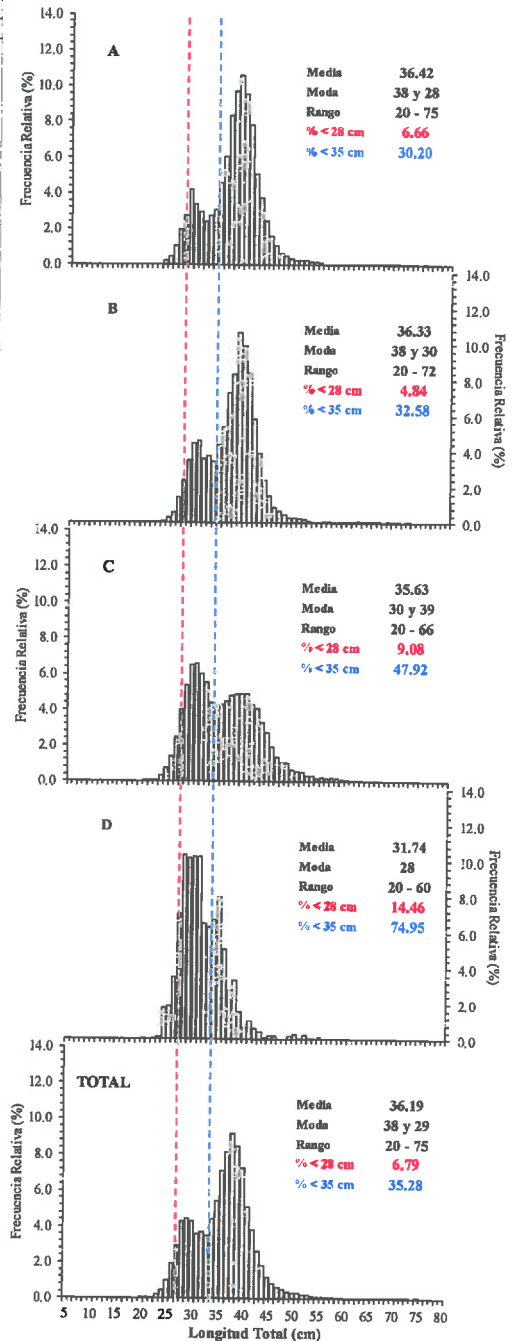 14.0
12.0
10.0
8.0
6.0
4.0
2.0
0.0
Frecuencia Relativa (%)
A
Media 36.42
Moda 38 y 28
Rango 20 - 75
% < 28 cm 6.66
% < 35 cm 30.20
14.0
12.0
10.0
8.0
6.0
4.0
2.0
0.0
Frecuencia Relativa (%)
B
Media 36.33
Moda 38 y 30
Rango 20 - 72
% < 28 cm 4.84
% < 35 cm 32.58
14.0
12.0
10.0
8.0
6.0
4.0
2.0
0.0
Frecuencia Relativa (%)
C
Media 35.63
Moda 30 y 39
Rango 20 - 66
% < 28 cm 9.08
% < 35 cm 47.92
14.0
12.0
10.0
8.0
6.0
4.0
2.0
0.0
Frecuencia Relativa (%)
D
Media 31.74
Moda 28
Rango 20 - 60
% < 28 cm 14.46
% < 35 cm 74.95
14.0
12.0
10.0
8.0
6.0
4.0
2.0
0.0
Frecuencia Relativa (%)
TOTAL
Media 36.19
Moda 38 y 29
Rango 20 - 75
% < 28 cm 6.79
% < 35 cm 35.28
5 10 15 20 25 30 35 40 45 50 55 60 65 70 75 80
Longitud Total (cm)